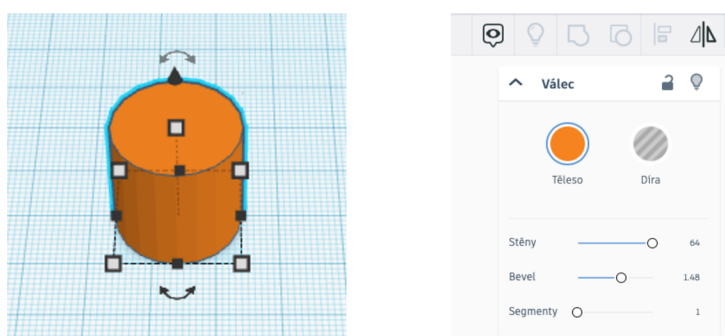 Válec
Těleso
Díra
Stěny 64
Bevel 1.48
Segmenty 1